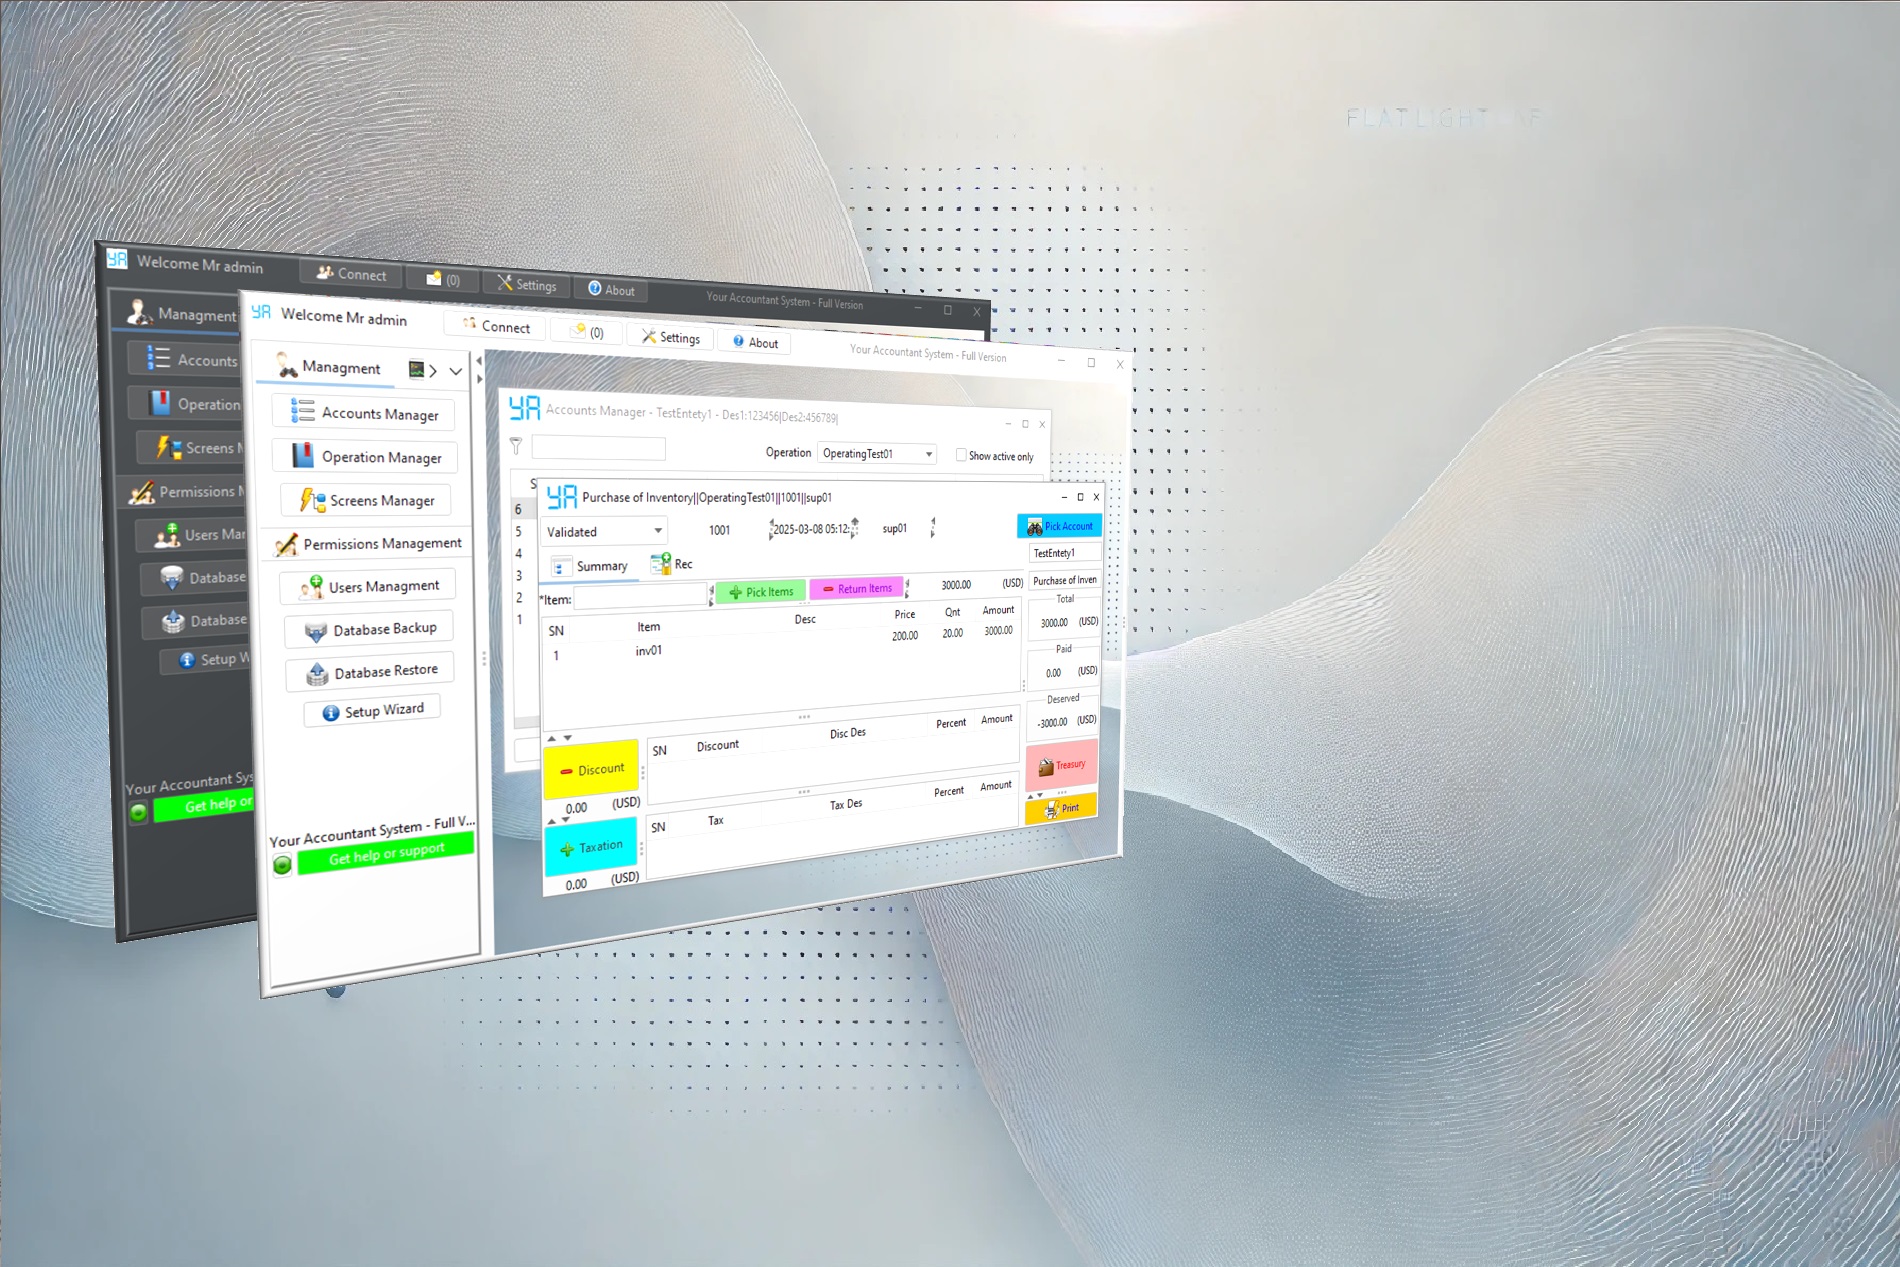 FLATLIGHTLAF
YA Welcome Mr admin
Connect
(0)
Settings
About
Your Accountant System - Full Version
Managment
Accounts
Operation
Screens M
Permissions M
Users Mar
Database
Database
Setup W
Your Accountant Sys
Get help or
YA Welcome Mr admin
Connect
(0)
Settings
About
Your Accountant System - Full Version
Managment
Accounts Manager
Operation Manager
Screens Manager
Permissions Management
Users Managment
Database Backup
Database Restore
Setup Wizard
Your Accountant System - Full V...
Get help or support
YA Accounts Manager - TestEntety1 - Des1:123456|Des2:456789|
Operation OperatingTest01 Show active only
S
6
5
4
3
2
1
YA Purchase of Inventory||OperatingTest01||1001||sup01
Validated 1001 2025-03-08 05:12: sup01 Pick Account
Summary Rec TestEntety1
*Item: Pick Items Return Items 3000.00 (USD) Purchase of Inven
SN Item Desc Price Qnt Amount
1 inv01 200.00 20.00 3000.00
Total
3000.00 (USD)
Paid
0.00 (USD)
Deserved
-3000.00 (USD)
Treasury
Print
Discount
0.00 (USD)
SN Discount Disc Des Percent Amount
Taxation
0.00 (USD)
SN Tax Tax Des Percent Amount